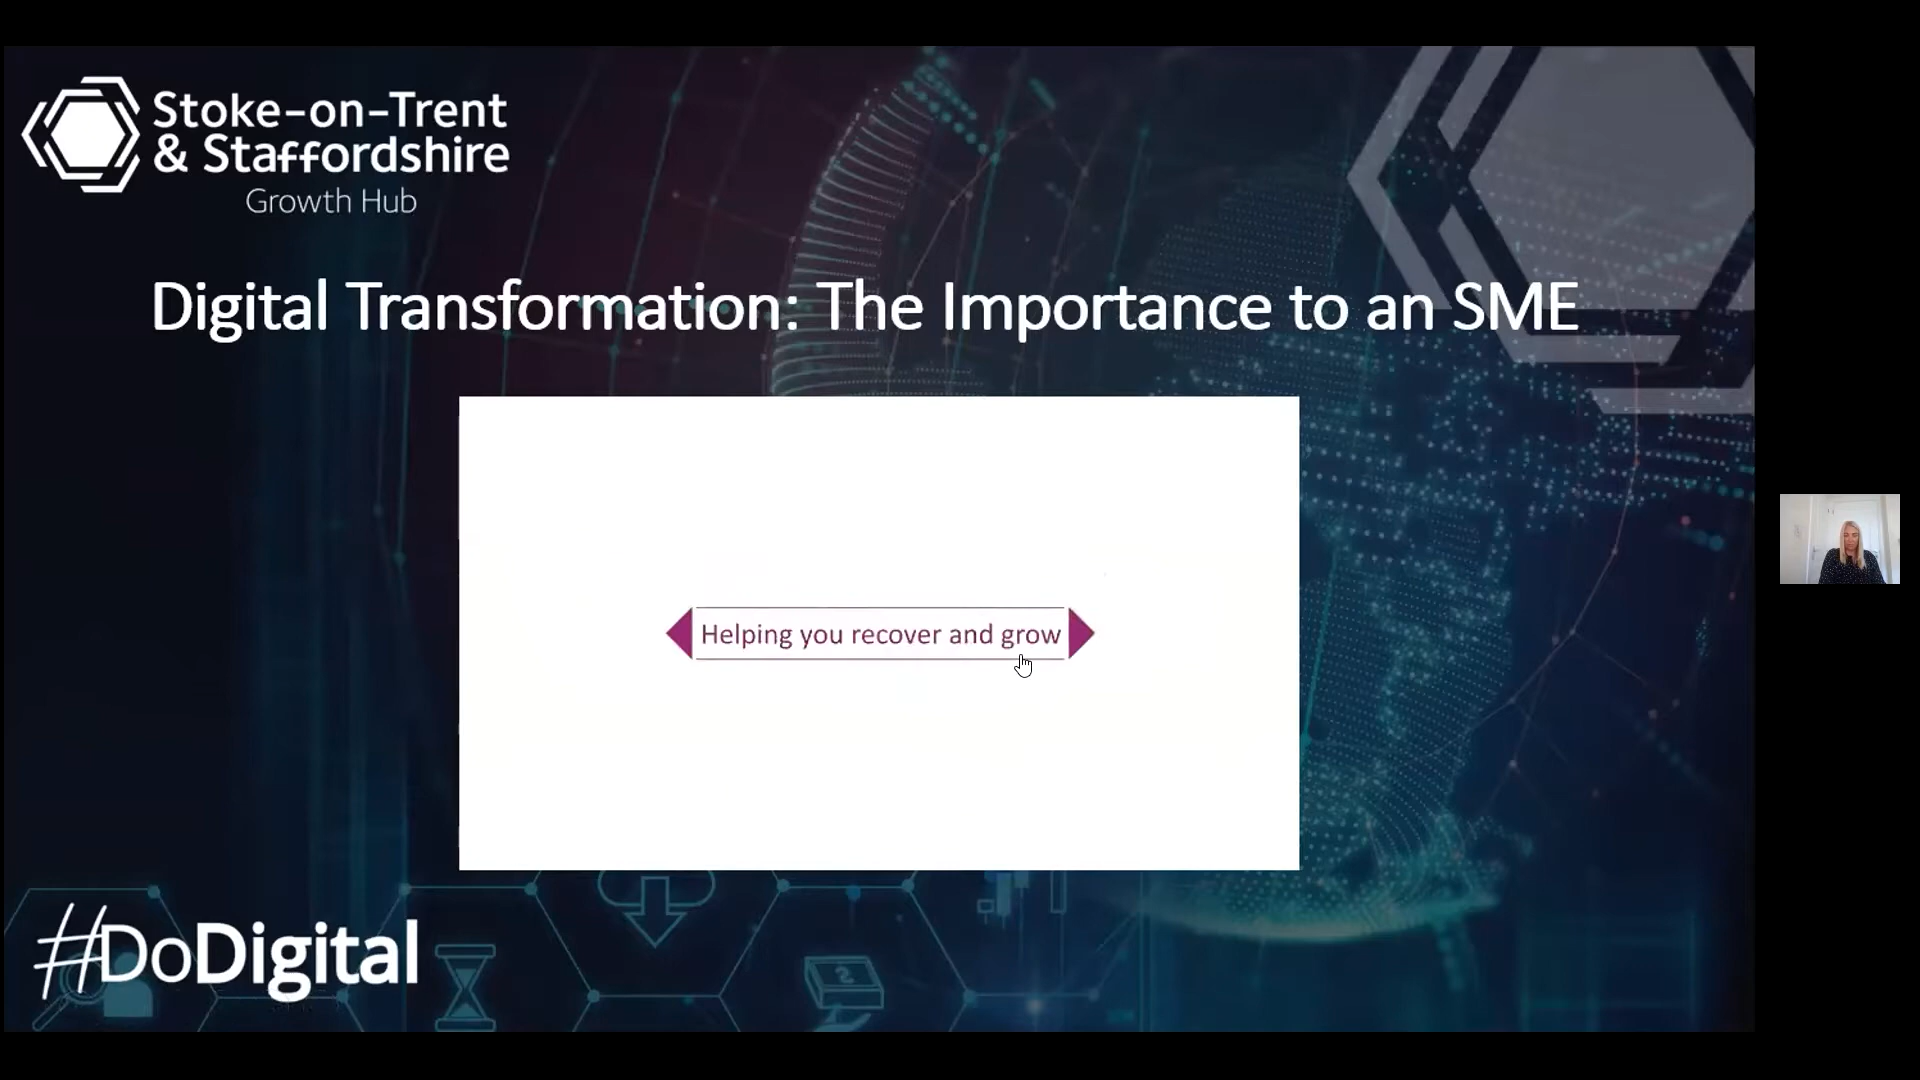 Stoke-on-Trent
& Staffordshire
Growth Hub
Digital Transformation: The Importance to an SME
Helping you recover and grow
#DoDigital